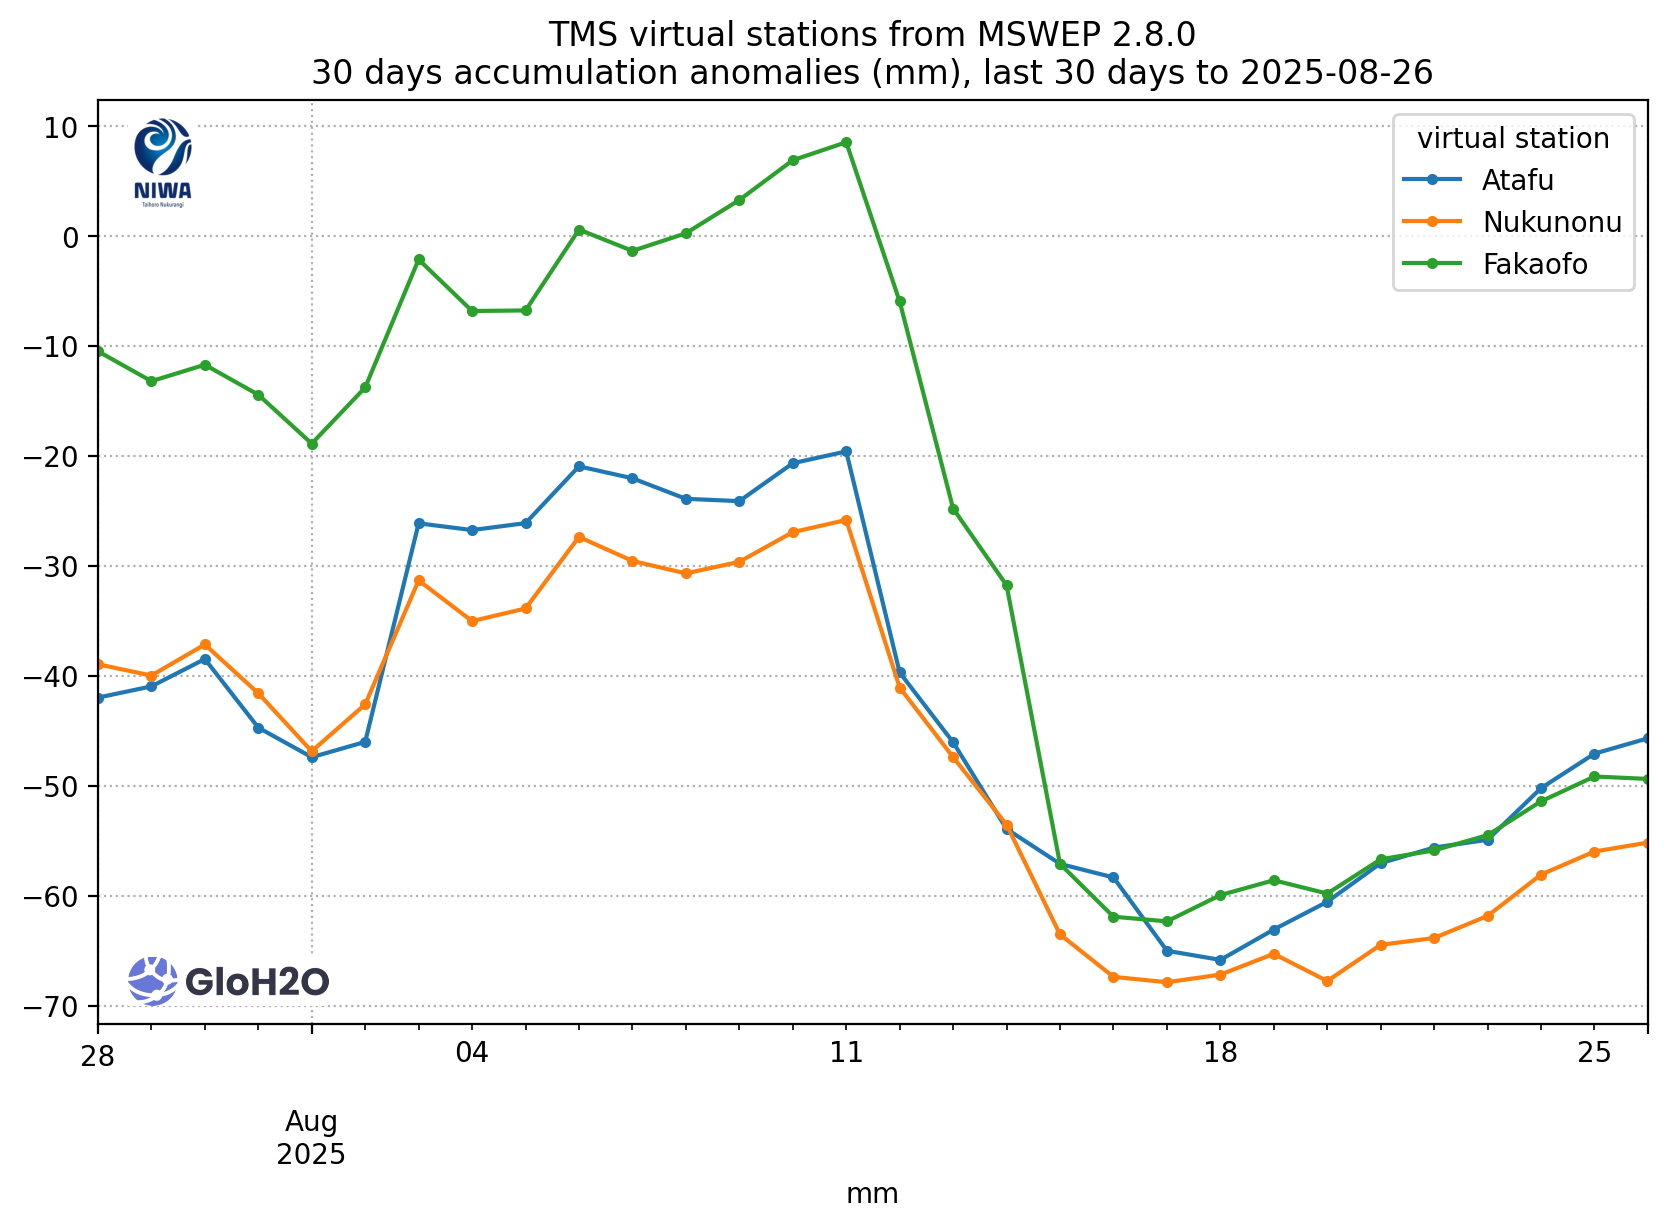 TMS virtual stations from MSWEP 2.8.0
30 days accumulation anomalies (mm), last 30 days to 2025-08-26
10
0
−10
−20
−30
−40
−50
−60
−70
NIWA
Taihoro Nukurangi
virtual station
Atafu
Nukunonu
Fakaofo
GloH2O
28
04
11
18
25
Aug
2025
mm